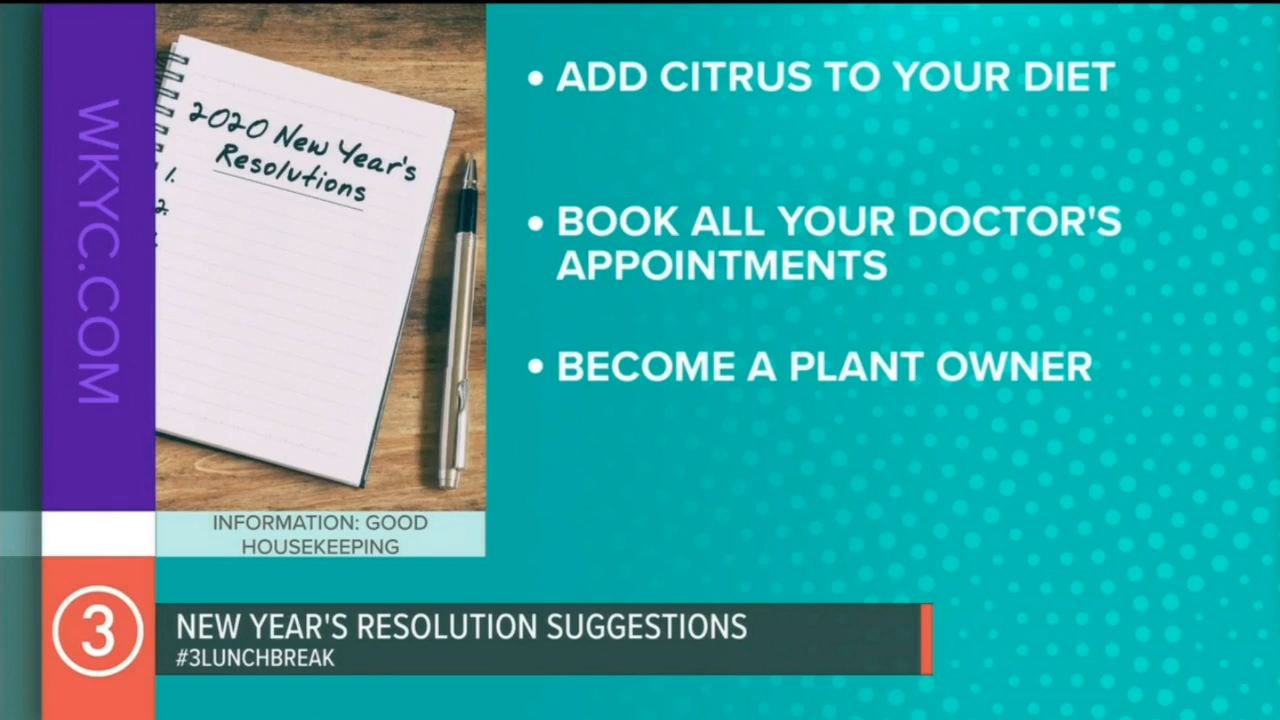 WKYC.COM
2020 New Year's
Resolutions
1.
2.
INFORMATION: GOOD
HOUSEKEEPING
• ADD CITRUS TO YOUR DIET
• BOOK ALL YOUR DOCTOR'S
APPOINTMENTS
• BECOME A PLANT OWNER
3
NEW YEAR'S RESOLUTION SUGGESTIONS
#3LUNCHBREAK